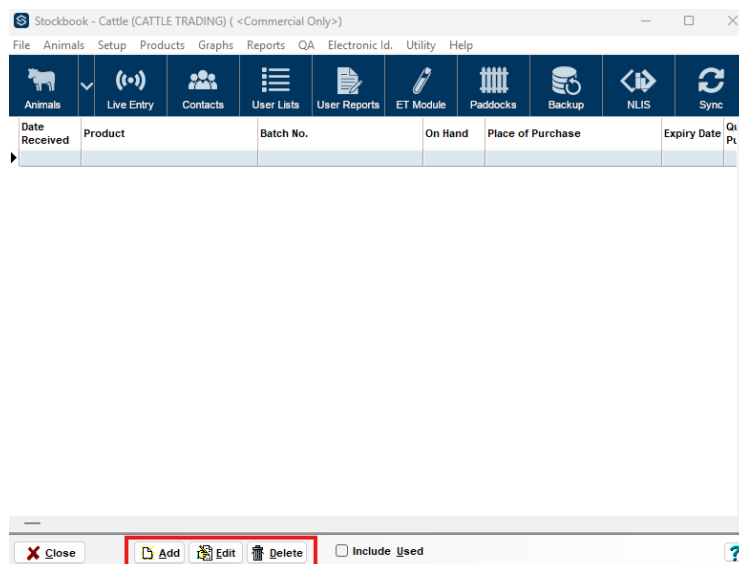 Stockbook - Cattle (CATTLE TRADING) ( <Commercial Only>)
File Animals Setup Products Graphs Reports QA Electronic Id. Utility Help
Animals Live Entry Contacts User Lists User Reports ET Module Paddocks Backup NLIS Sync
Date Received Product Batch No. On Hand Place of Purchase Expiry Date
Close Add Edit Delete Include Used ?